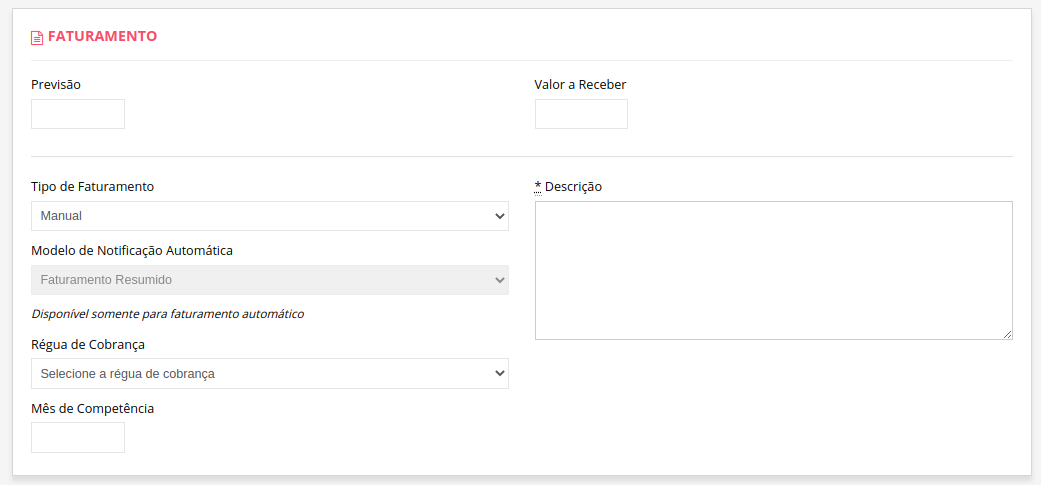 FATURAMENTO
Previsão
Valor a Receber
Tipo de Faturamento
Manual
Modelo de Notificação Automática
Faturamento Resumido
Disponível somente para faturamento automático
Régua de Cobrança
Selecione a régua de cobrança
Mês de Competência
* Descrição